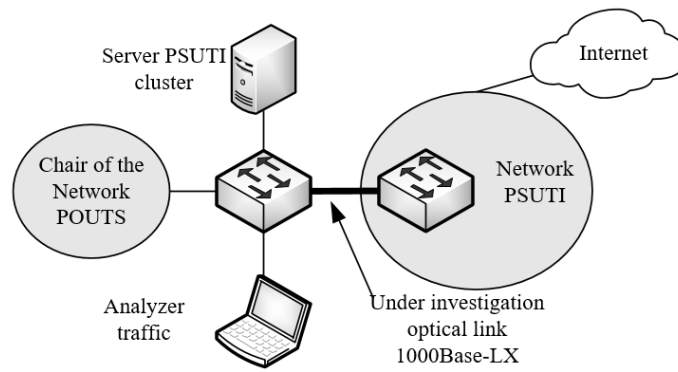 Server PSUTI
cluster
Internet
Chair of the
Network
POUTS
Network
PSUTI
Analyzer
traffic
Under investigation
optical link
1000Base-LX